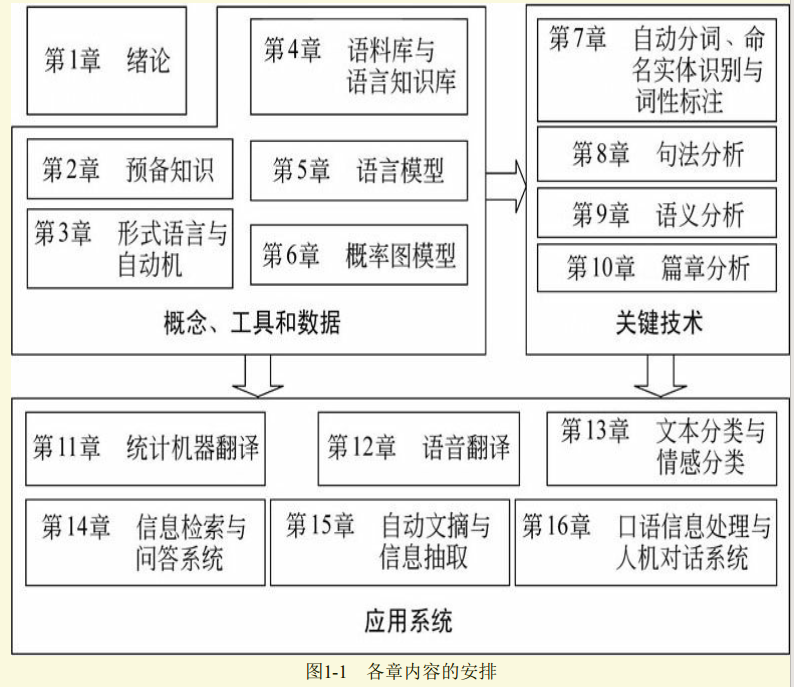 第1章 绪论
第4章 语料库与
语言知识库
第2章 预备知识
第5章 语言模型
第3章 形式语言与
自动机
第6章 概率图模型
概念、工具和数据
第7章 自动分词、命
名实体识别与
词性标注
第8章 句法分析
第9章 语义分析
第10章 篇章分析
关键技术
第11章 统计机器翻译
第12章 语音翻译
第13章 文本分类与
情感分类
第14章 信息检索与
问答系统
第15章 自动文摘与
信息抽取
第16章 口语信息处理与
人机对话系统
应用系统
图1-1 各章内容的安排